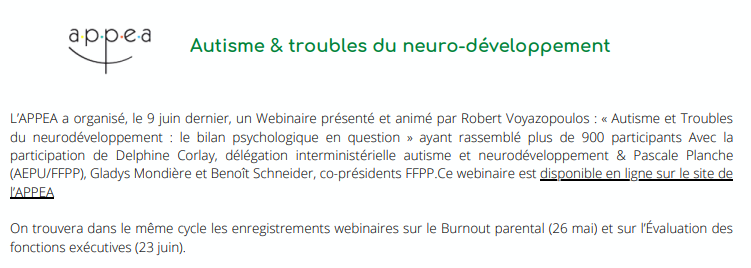 a·p·p·e·a
Autisme & troubles du neuro-développement
L'APPEA a organisé, le 9 juin dernier, un Webinaire présenté et animé par Robert Voyazopoulos : « Autisme et Troubles
du neurodéveloppement : le bilan psychologique en question » ayant rassemblé plus de 900 participants Avec la
participation de Delphine Corlay, délégation interministérielle autisme et neurodéveloppement & Pascale Planche
(AEPU/FFPP), Gladys Mondière et Benoît Schneider, co-présidents FFPP.Ce webinaire est disponible en ligne sur le site de
l'APPEA
On trouvera dans le même cycle les enregistrements webinaires sur le Burnout parental (26 mai) et sur l'Évaluation des
fonctions exécutives (23 juin).